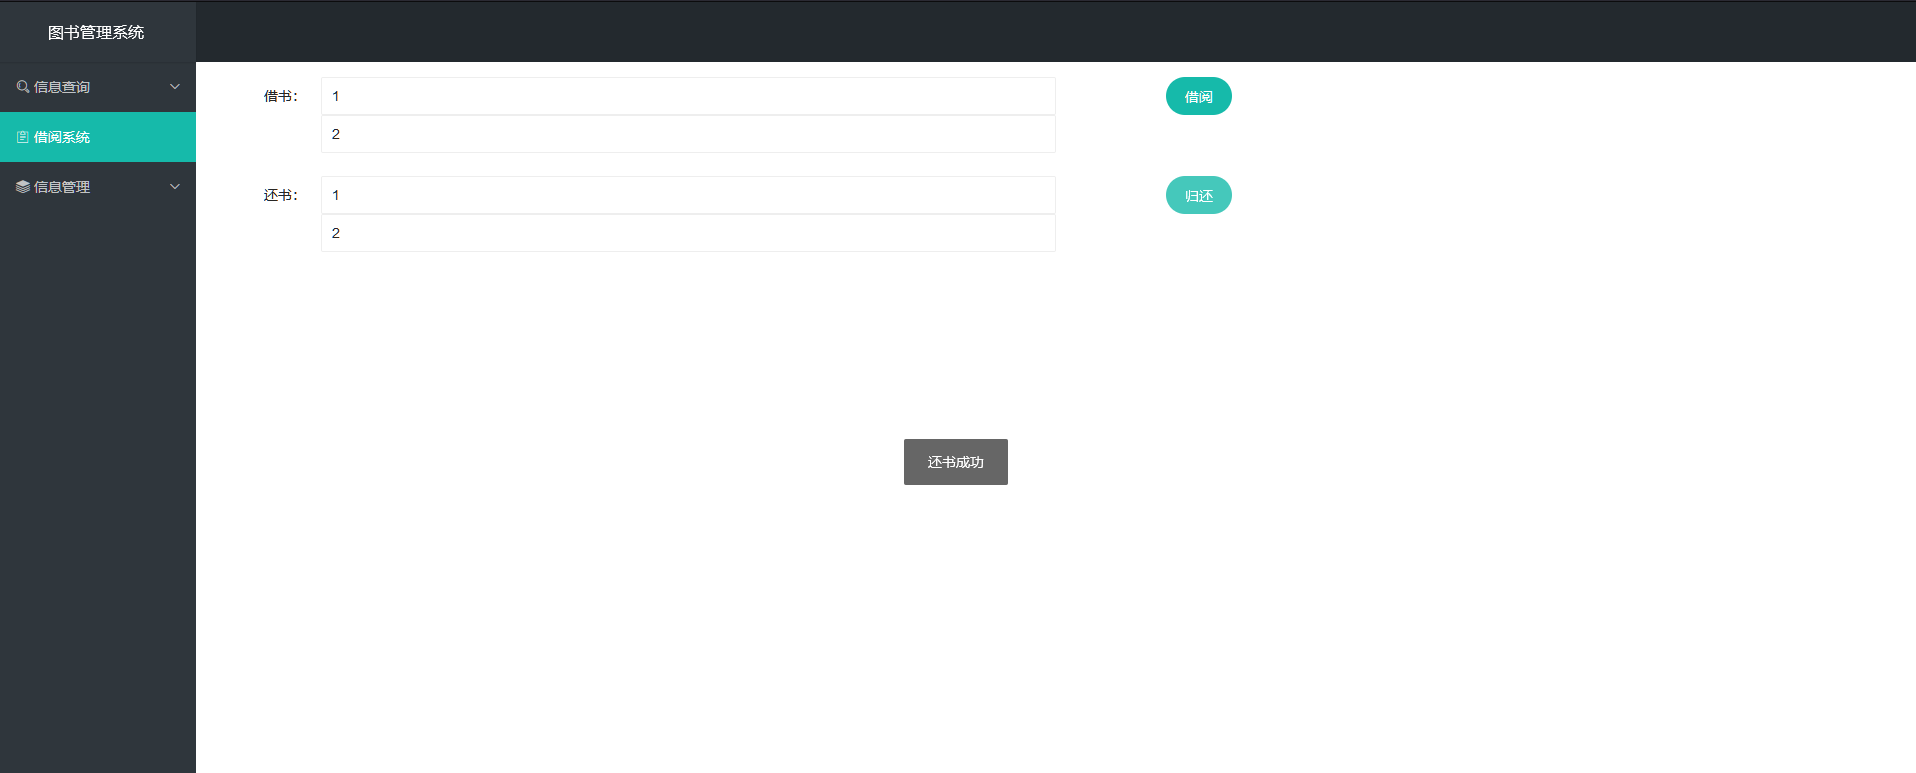 图书管理系统
信息查询
借阅系统
信息管理
借书： 1 借阅
2
还书： 1 归还
2
还书成功